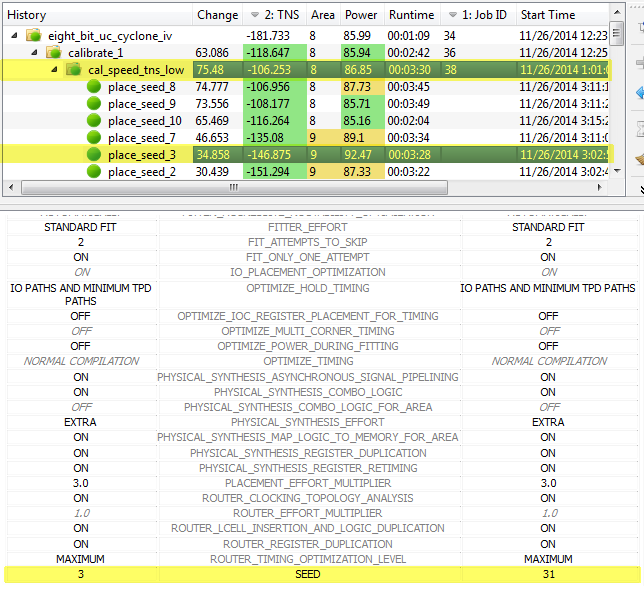 History Change 2: TNS Area Power Runtime 1: Job ID Start Time
eight_bit_uc_cyclone_iv -181.733 8 85.99 00:01:09 34 11/26/2014 12:23
calibrate_1 63.086 -118.647 8 85.94 00:02:42 36 11/26/2014 12:25
cal_speed_tns_low 75.48 -106.253 8 86.85 00:03:30 38 11/26/2014 1:01:0
place_seed_8 74.777 -106.956 8 87.73 00:03:45 11/26/2014 3:11:1
place_seed_9 73.556 -108.177 8 85.71 00:03:49 11/26/2014 3:11:2
place_seed_10 65.469 -116.264 8 85.16 00:02:04 11/26/2014 3:15:2
place_seed_7 46.653 -135.08 9 89.1 00:03:34 11/26/2014 3:11:0
place_seed_3 34.858 -146.875 9 92.47 00:03:28 11/26/2014 3:02:5
place_seed_2 30.439 -151.294 9 87.33 00:03:22 11/26/2014 3:02:4
STANDARD FIT FITTER_EFFORT STANDARD FIT
2 FIT_ATTEMPTS_TO_SKIP 2
ON FIT_ONLY_ONE_ATTEMPT ON
ON IO_PLACEMENT_OPTIMIZATION ON
IO PATHS AND MINIMUM TPD PATHS OPTIMIZE_HOLD_TIMING IO PATHS AND MINIMUM TPD PATHS
OFF OPTIMIZE_IOC_REGISTER_PLACEMENT_FOR_TIMING OFF
OFF OPTIMIZE_MULTI_CORNER_TIMING OFF
OFF OPTIMIZE_POWER_DURING_FITTING OFF
NORMAL COMPILATION OPTIMIZE_TIMING NORMAL COMPILATION
ON PHYSICAL_SYNTHESIS_ASYNCHRONOUS_SIGNAL_PIPELINING ON
ON PHYSICAL_SYNTHESIS_COMBO_LOGIC ON
OFF PHYSICAL_SYNTHESIS_COMBO_LOGIC_FOR_AREA OFF
EXTRA PHYSICAL_SYNTHESIS_EFFORT EXTRA
ON PHYSICAL_SYNTHESIS_MAP_LOGIC_TO_MEMORY_FOR_AREA ON
ON PHYSICAL_SYNTHESIS_REGISTER_DUPLICATION ON
ON PHYSICAL_SYNTHESIS_REGISTER_RETIMING ON
3.0 PLACEMENT_EFFORT_MULTIPLIER 3.0
ON ROUTER_CLOCKING_TOPOLOGY_ANALYSIS ON
1.0 ROUTER_EFFORT_MULTIPLIER 1.0
ON ROUTER_LCELL_INSERTION_AND_LOGIC_DUPLICATION ON
ON ROUTER_REGISTER_DUPLICATION ON
MAXIMUM ROUTER_TIMING_OPTIMIZATION_LEVEL MAXIMUM
3 SEED 31